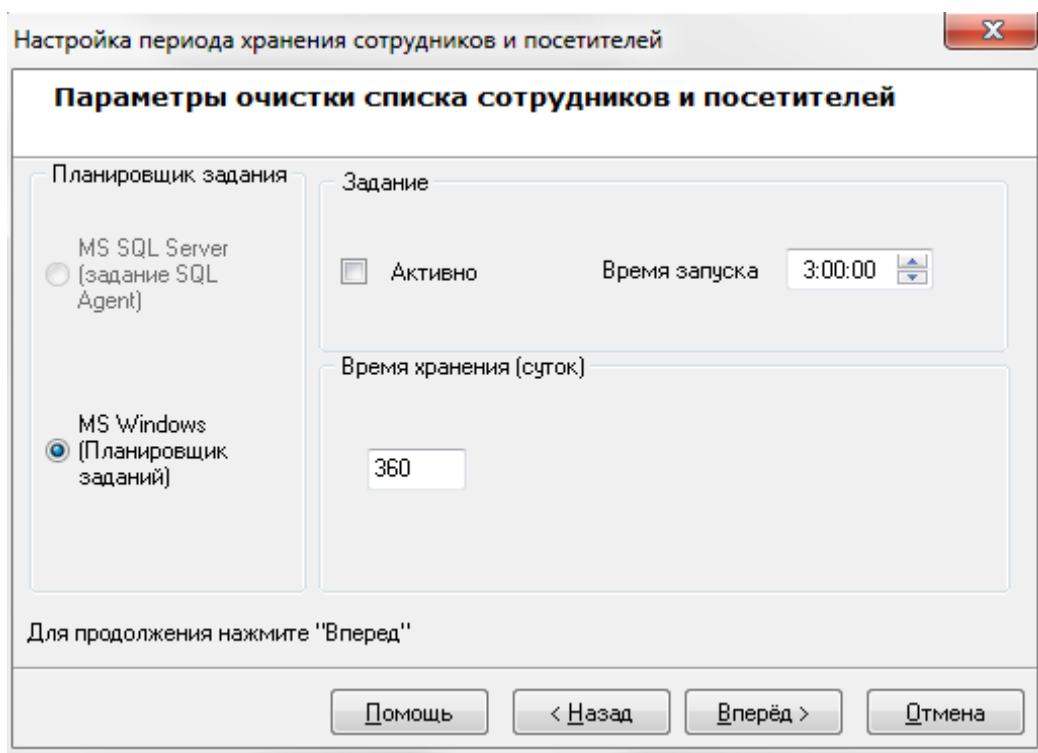 Настройка периода хранения сотрудников и посетителей
Параметры очистки списка сотрудников и посетителей
Планировщик задания
MS SQL Server
(задание SQL
Agent)
MS Windows
(Планировщик
заданий)
Задание
Активно
Время запуска
3:00:00
Время хранения (суток)
360
Для продолжения нажмите "Вперед"
Помощь
< Назад
Вперёд >
Отмена